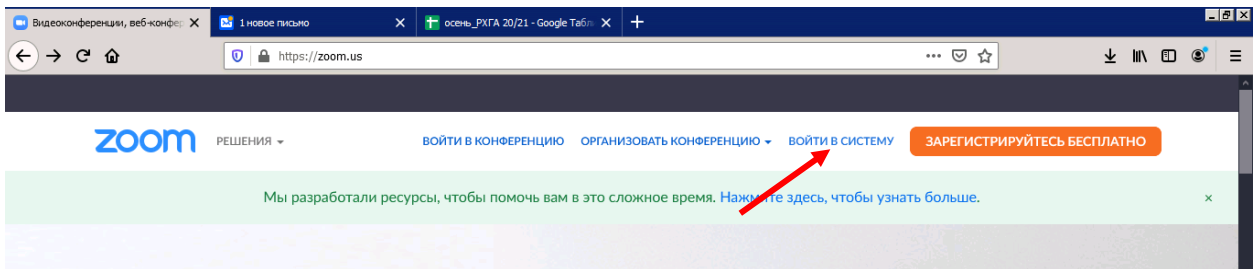 Видеоконференции, веб-конфер
1 новое письмо
осень_РХГА 20/21 - Google Табл
https://zoom.us
zoom
РЕШЕНИЯ
ВОЙТИ В КОНФЕРЕНЦИЮ
ОРГАНИЗОВАТЬ КОНФЕРЕНЦИЮ
ВОЙТИ В СИСТЕМУ
ЗАРЕГИСТРИРУЙТЕСЬ БЕСПЛАТНО
Мы разработали ресурсы, чтобы помочь вам в это сложное время. Нажмите здесь, чтобы узнать больше.